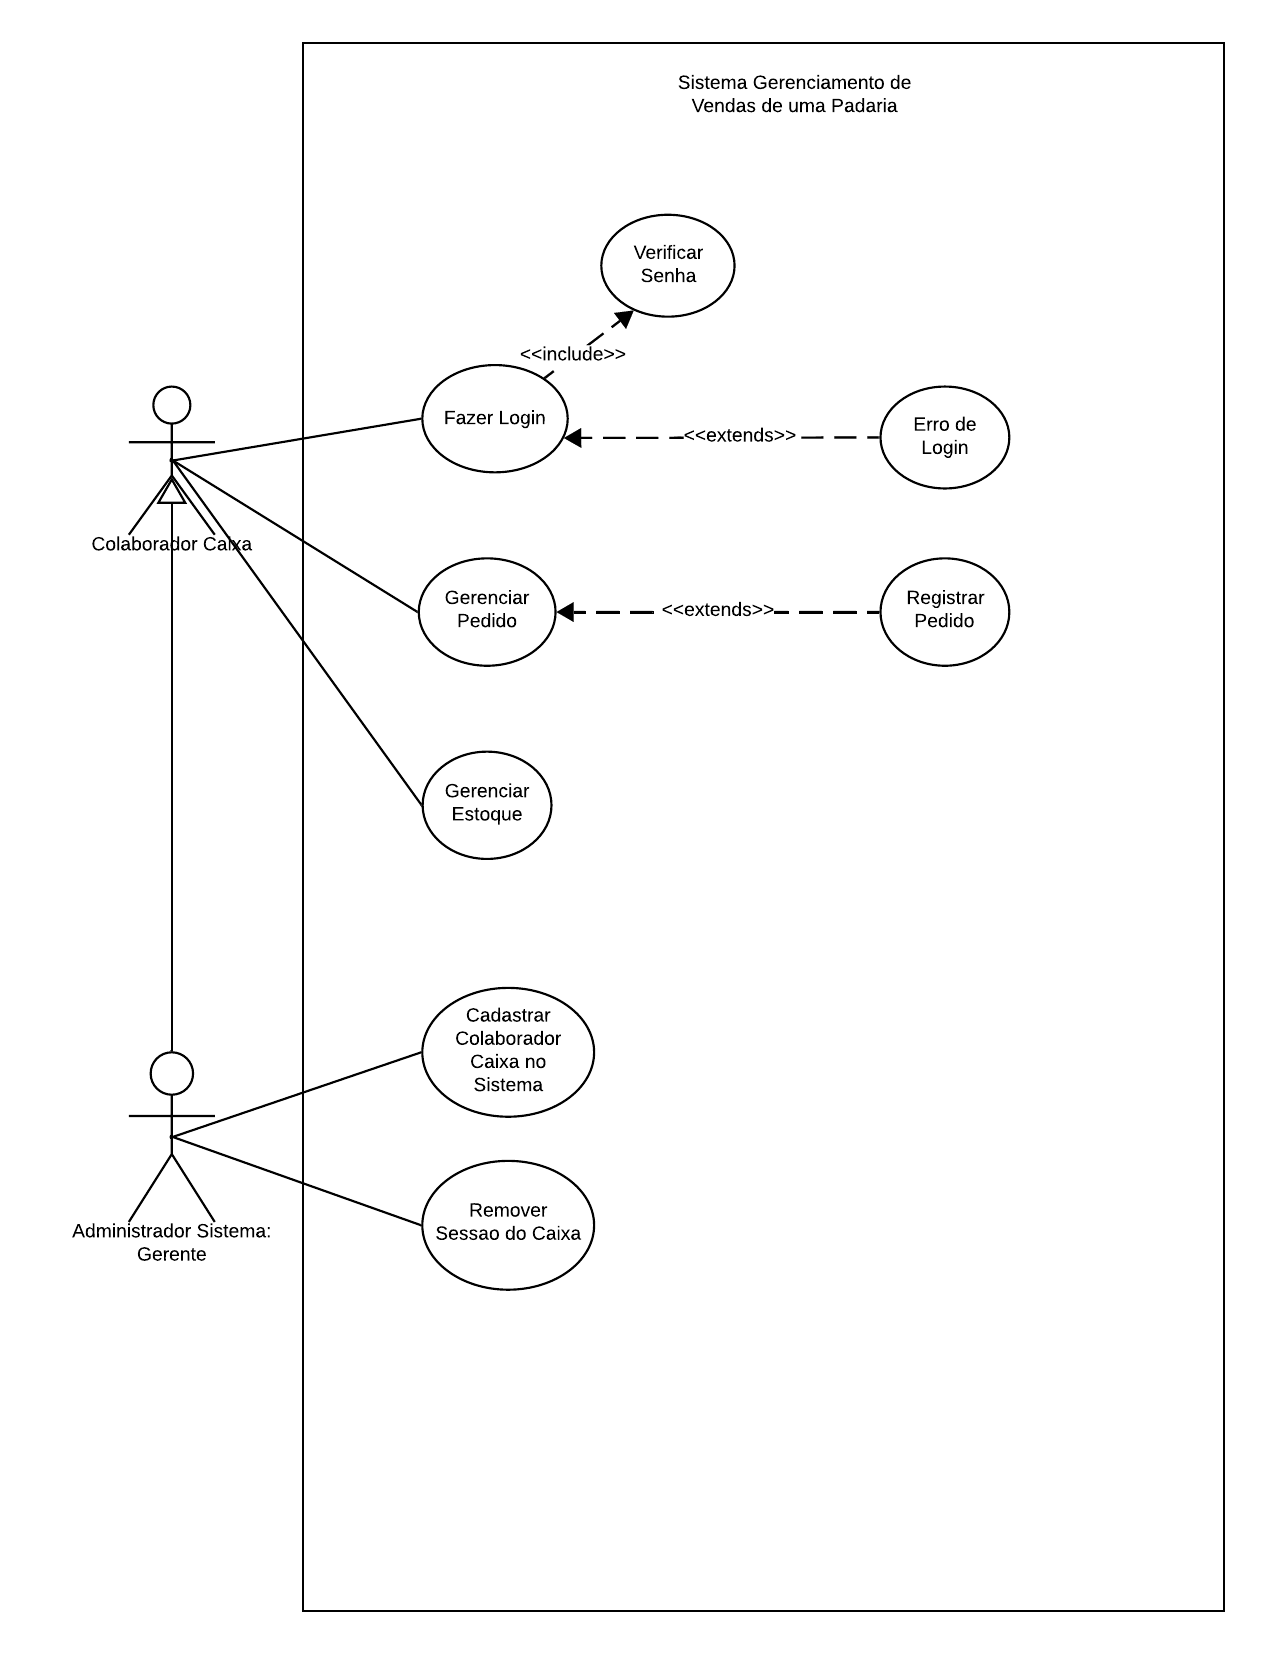 Sistema Gerenciamento de
Vendas de uma Padaria
Verificar
Senha
<<include>>
Fazer Login
<<extends>>
Erro de
Login
Colaborador Caixa
Gerenciar
Pedido
<<extends>>
Registrar
Pedido
Gerenciar
Estoque
Cadastrar
Colaborador
Caixa no
Sistema
Remover
Sessao do Caixa
Administrador Sistema:
Gerente